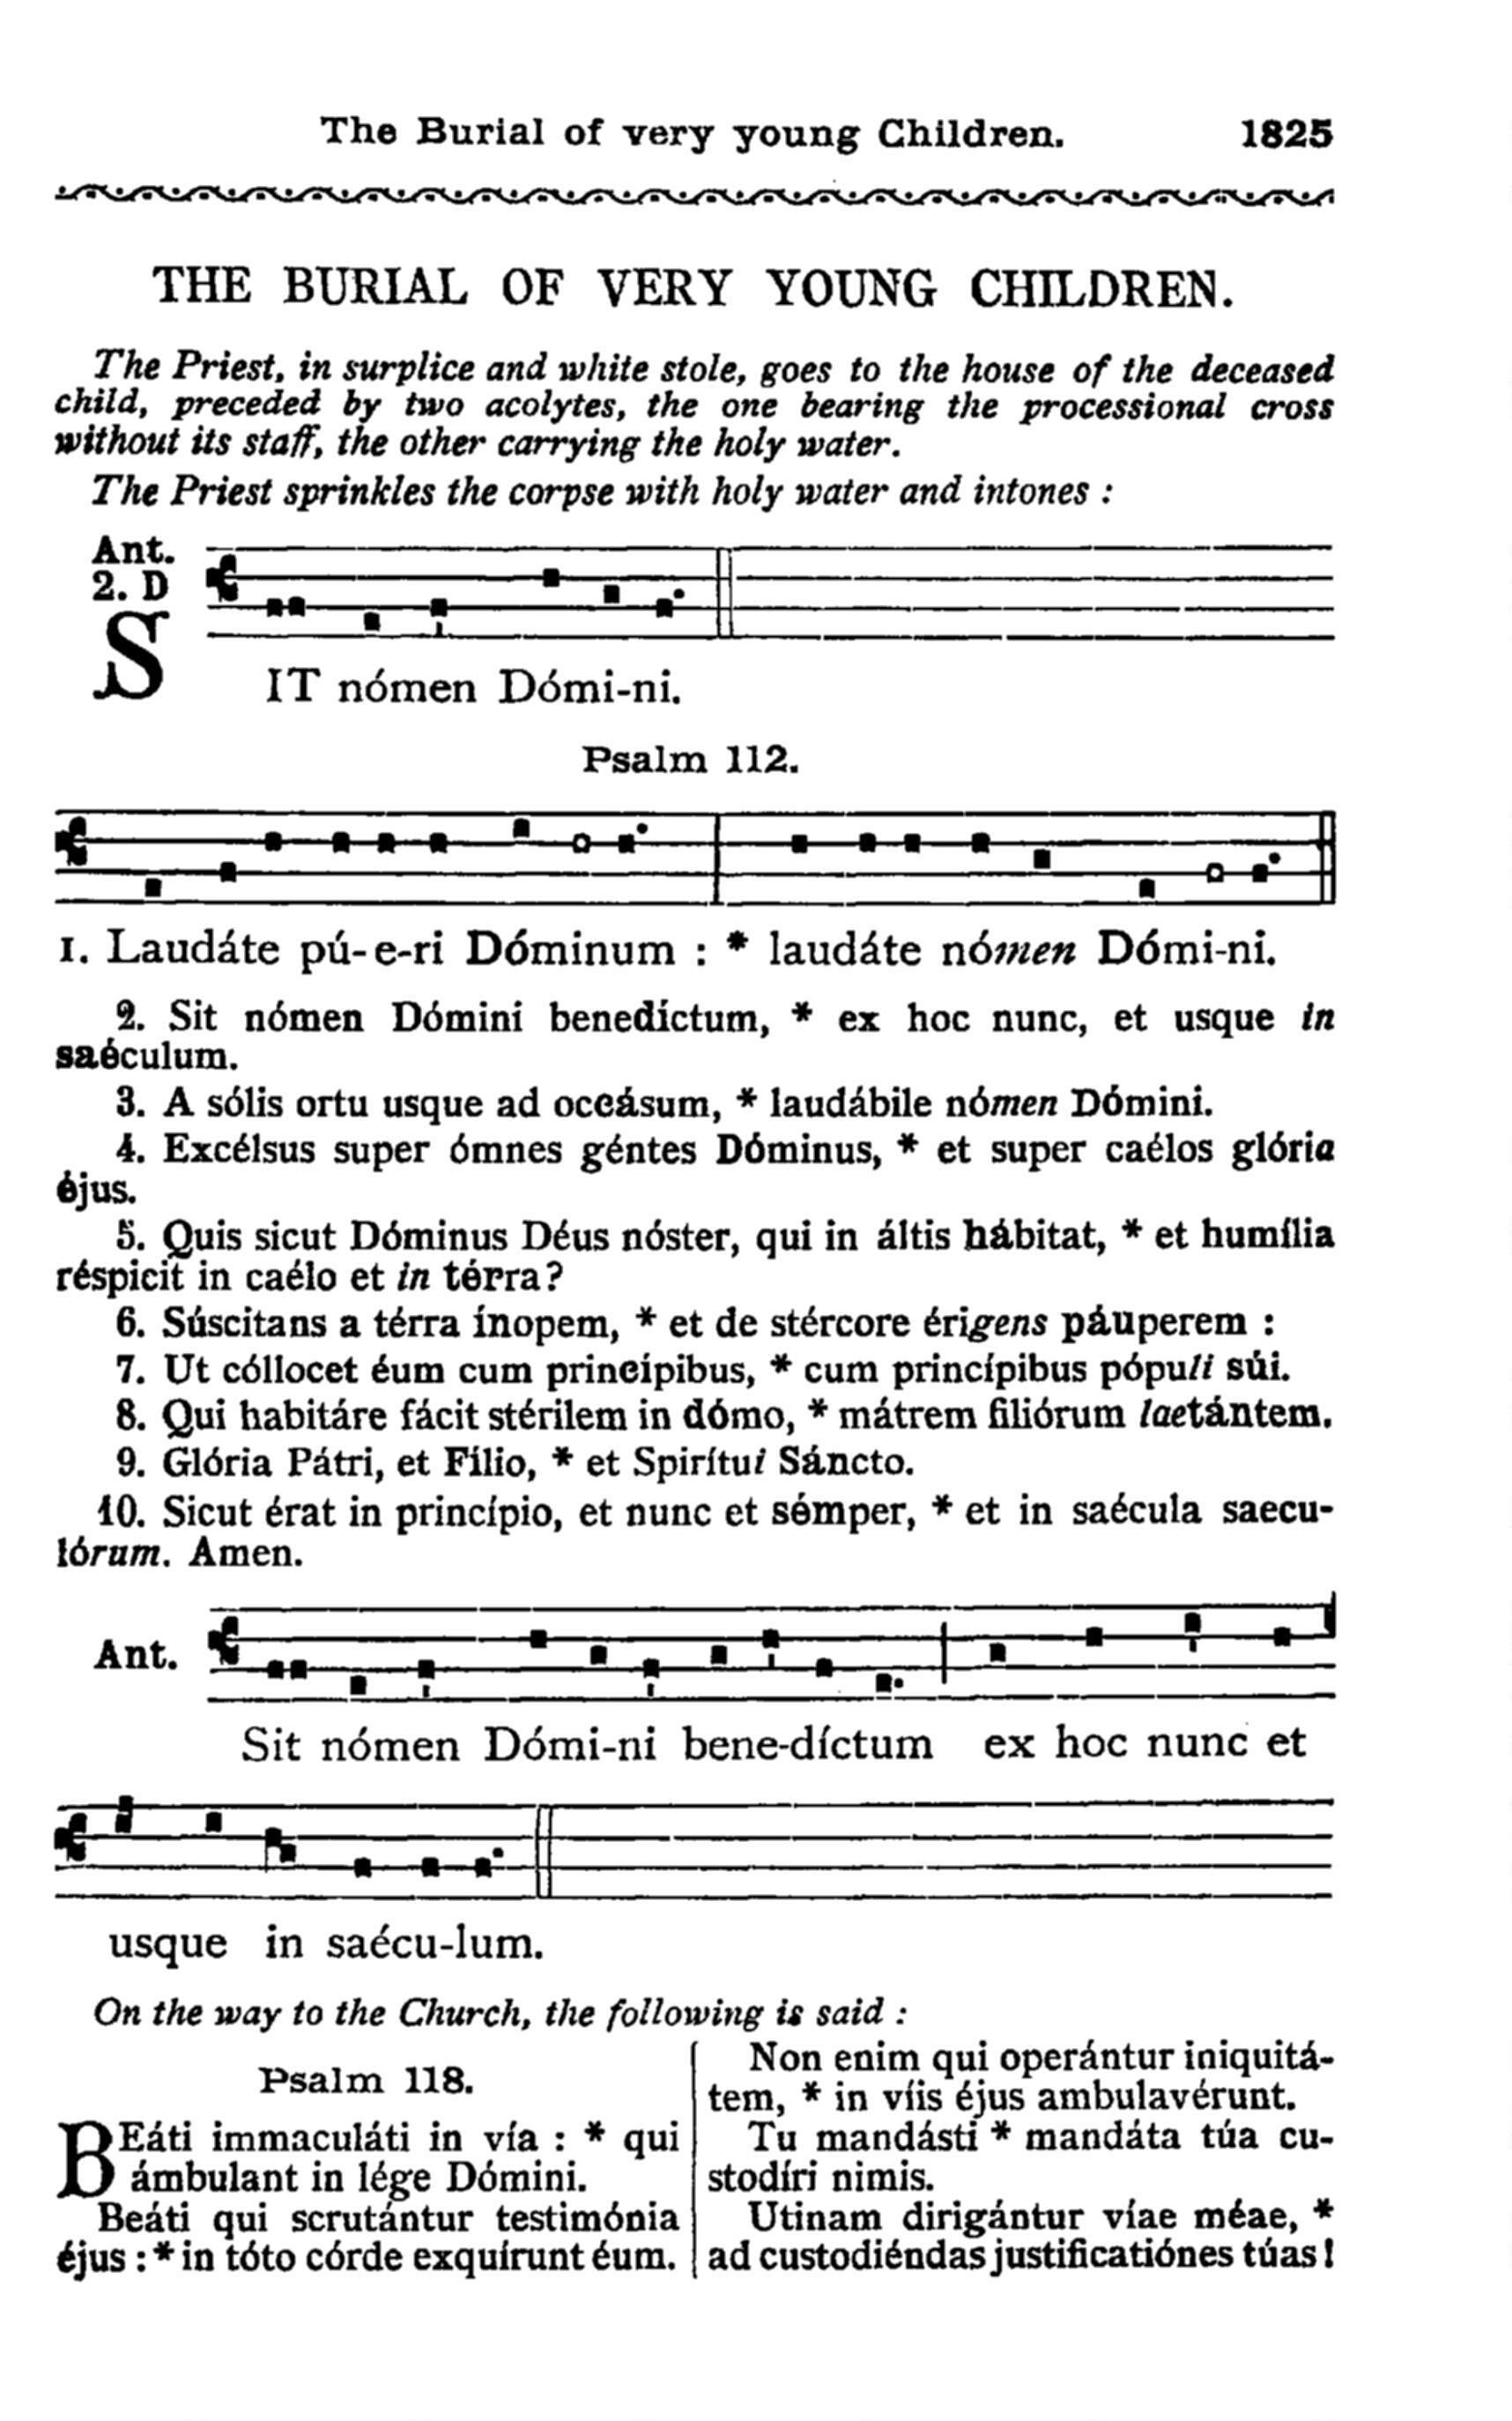 The Burial of very young Children. 1825
THE BURIAL OF VERY YOUNG CHILDREN.
The Priest, in surplice and white stole, goes to the house of the deceased
child, preceded by two acolytes, the one bearing the processional cross
without its staff, the other carrying the holy water.
The Priest sprinkles the corpse with holy water and intones :
Ant.
2. D
SIT nómen Dómi-ni.
Psalm 112.
1. Laudáte pú-e-ri Dóminum : * laudáte nómen Dómi-ni.
2. Sit nómen Dómini benedíctum, * ex hoc nunc, et usque in
saéculum.
3. A sólis ortu usque ad occásum, * laudábile nómen Dómini.
4. Excélsus super ómnes géntes Dóminus, * et super caélos glória
éjus.
5. Quis sicut Dóminus Déus nóster, qui in áltis hábitat, * et humília
réspicit in caélo et in térra?
6. Súscitans a térra ínopem, * et de stércore érigens páuperem :
7. Ut cóllocet éum cum princípibus, * cum princípibus pópuli súi.
8. Qui habitáre fácit stérilem in dómo, * mátrem filiórum laetántem.
9. Glória Pátri, et Fílio, * et Spirítui Sáncto.
10. Sicut érat in princípio, et nunc et sémper, * et in saécula saecu-
lórum. Amen.
Ant.
Sit nómen Dómi-ni bene-díctum ex hoc nunc et
usque in saécu-lum.
On the way to the Church, the following is said :
Psalm 118.
BEáti immaculáti in vía : * qui
ámbulant in lége Dómini.
Beáti qui scrutántur testimónia
éjus : * in tóto córde exquírunt éum.
Non enim qui operántur iniquitá-
tem, * in víis éjus ambulavérunt.
Tu mandásti * mandáta túa cu-
stodíri nimis.
Utinam dirigántur víae méae, *
ad custodiéndas justificatiónes túas!